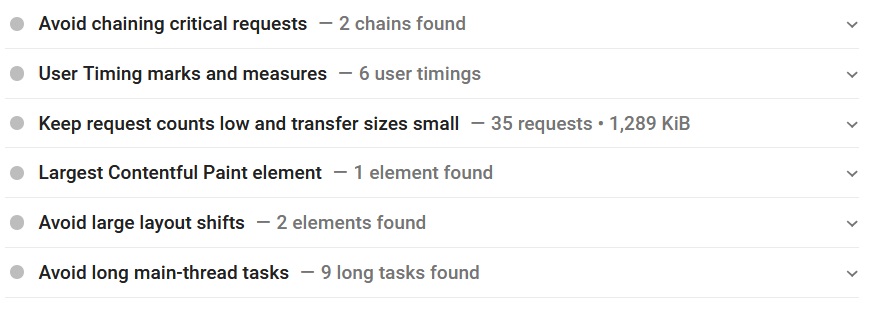 Avoid chaining critical requests — 2 chains found
User Timing marks and measures — 6 user timings
Keep request counts low and transfer sizes small — 35 requests • 1,289 KiB
Largest Contentful Paint element — 1 element found
Avoid large layout shifts — 2 elements found
Avoid long main-thread tasks — 9 long tasks found